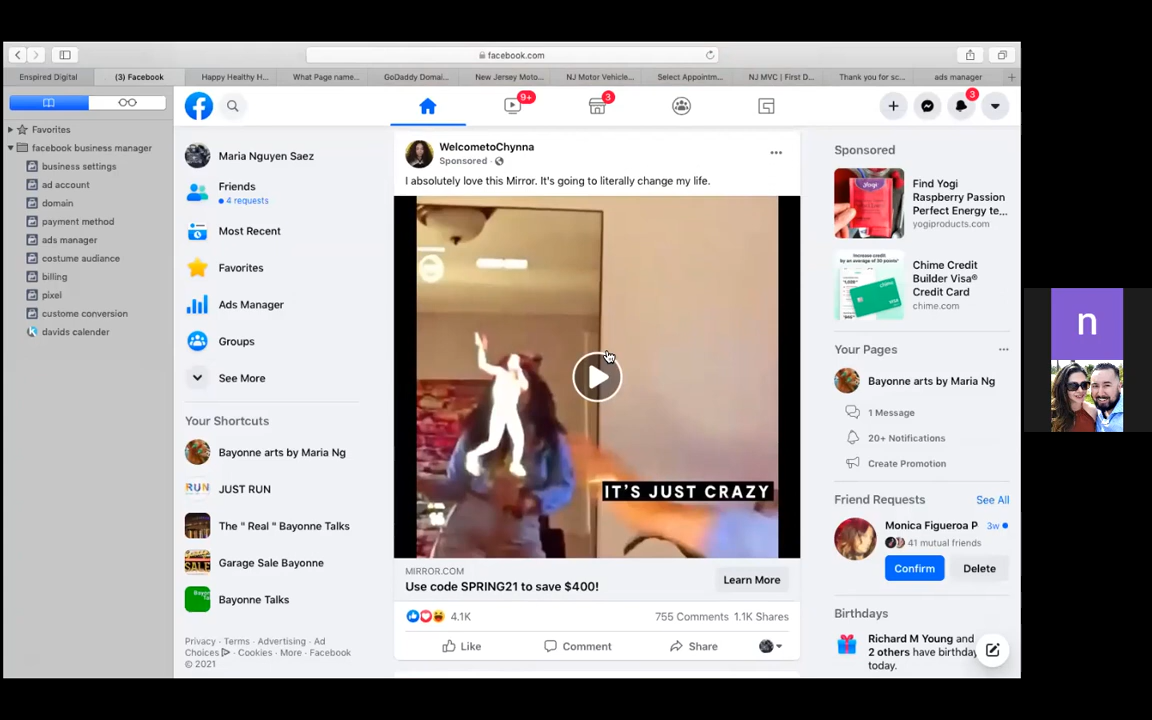 facebook.com
Enspired Digital
(3) Facebook
Happy Healthy H...
What Page name...
GoDaddy Domai...
New Jersey Moto...
NJ Motor Vehicle...
Select Appointm...
NJ MVC | First D...
Thank you for sc...
ads manager
Favorites
facebook business manager
business settings
ad account
domain
payment method
ads manager
costume audiance
billing
pixel
custome conversion
davids calender
9+
3
3
Maria Nguyen Saez
Friends
4 requests
Most Recent
Favorites
Ads Manager
Groups
See More
Your Shortcuts
Bayonne arts by Maria Ng
JUST RUN
The " Real " Bayonne Talks
Garage Sale Bayonne
Bayonne Talks
Privacy · Terms · Advertising · Ad
Choices · Cookies · More · Facebook
© 2021
WelcometoChynna
Sponsored ·
I absolutely love this Mirror. It's going to literally change my life.
IT'S JUST CRAZY
MIRROR.COM
Use code SPRING21 to save $400!
Learn More
4.1K
755 Comments 1.1K Shares
Like
Comment
Share
Sponsored
Find Yogi
Raspberry Passion
Perfect Energy te...
yogiproducts.com
Chime Credit
Builder Visa®
Credit Card
chime.com
Your Pages
Bayonne arts by Maria Ng
1 Message
20+ Notifications
Create Promotion
Friend Requests
See All
Monica Figueroa P
3w
41 mutual friends
Confirm
Delete
Birthdays
Richard M Young and
2 others have birthday
today.
n